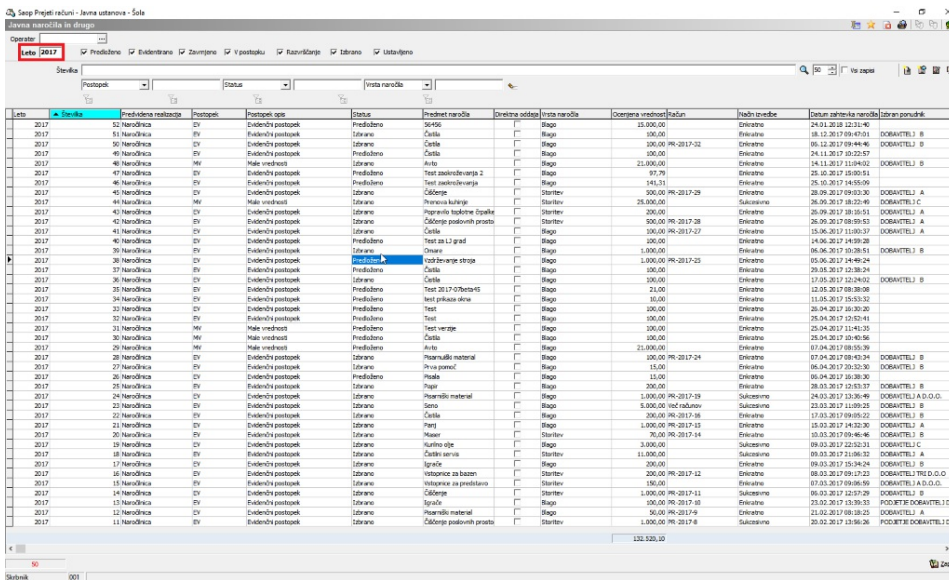 Saop Prejeti računi - Javna ustanova - Šola
Javna naročila in drugo
Operater
Leto 2017 Predloženo Evidentirano Zavrnjeno V postopku Razvrščanje Izbrano Ustavljeno
Številka 50 Vsi zapisi
Postopek Status Vrsta naročila
Leto Številka Predvidena realizacija Postopek Postopek opis Status Predmet naročila Direktna oddaja Vrsta naročila Ocenjena vrednost Račun Način izvedbe Datum zahtevka naročila Izbran ponudnik
2017 52 Naročilnica EV Evidenčni postopek Predloženo 56456 Blago 15.000,00 Enkratno 24.01.2018 12:31:40
2017 51 Naročilnica EV Evidenčni postopek Izbrano Čistila Blago 100,00 Enkratno 18.12.2017 09:47:01 DOBAVITELJ B
2017 50 Naročilnica EV Evidenčni postopek Izbrano Čistila Blago 100,00 PR-2017-32 Enkratno 06.12.2017 09:44:46 DOBAVITELJ B
2017 49 Naročilnica EV Evidenčni postopek Predloženo Čistila Blago 100,00 Enkratno 24.11.2017 10:22:57
2017 48 Naročilnica MV Male vrednosti Izbrano Avto Blago 21.000,00 Enkratno 14.11.2017 11:04:02 DOBAVITELJ B
2017 47 Naročilnica EV Evidenčni postopek Predloženo Test zaokroževanja 2 Blago 97,79 Enkratno 25.10.2017 15:00:51
2017 46 Naročilnica EV Evidenčni postopek Predloženo Test zaokroževanja Blago 141,31 Enkratno 25.10.2017 14:55:09
2017 45 Naročilnica EV Evidenčni postopek Izbrano Čiščenje Storitev 500,00 PR-2017-29 Enkratno 28.09.2017 09:03:30 DOBAVITELJ A
2017 44 Naročilnica MV Male vrednosti Izbrano Prenova kuhinje Storitev 25.000,00 Sukcesivno 26.09.2017 18:22:49 DOBAVITELJ C
2017 43 Naročilnica EV Evidenčni postopek Izbrano Popravilo toplotne črpalke Storitev 200,00 Enkratno 26.09.2017 18:16:51 DOBAVITELJ A
2017 42 Naročilnica EV Evidenčni postopek Izbrano Čiščenje poslovnih prosto Storitev 500,00 PR-2017-28 Enkratno 26.09.2017 08:59:53 DOBAVITELJ A
2017 41 Naročilnica EV Evidenčni postopek Izbrano Čistila Blago 100,00 PR-2017-27 Enkratno 15.06.2017 11:00:37 DOBAVITELJ A
2017 40 Naročilnica EV Evidenčni postopek Predloženo Test za LJ grad Blago 100,00 Enkratno 14.06.2017 14:59:28
2017 39 Naročilnica EV Evidenčni postopek Izbrano Omare Blago 1.000,00 Enkratno 06.06.2017 10:28:51 DOBAVITELJ B
2017 38 Naročilnica EV Evidenčni postopek Predloženo Vzdrževanje stroja Blago 1.000,00 PR-2017-25 Enkratno 05.06.2017 14:49:24
2017 37 Naročilnica EV Evidenčni postopek Predloženo Čistila Blago 100,00 Enkratno 29.05.2017 12:38:24
2017 36 Naročilnica EV Evidenčni postopek Izbrano Čistila Blago 100,00 Enkratno 17.05.2017 12:24:02 DOBAVITELJ B
2017 35 Naročilnica EV Evidenčni postopek Predloženo Test 2017-07beta45 Blago 21,00 Enkratno 12.05.2017 08:38:08
2017 34 Naročilnica EV Evidenčni postopek Predloženo test prikaza okna Blago 10,00 Enkratno 11.05.2017 15:53:32
2017 33 Naročilnica EV Evidenčni postopek Predloženo Test Blago 100,00 Enkratno 26.04.2017 16:30:20
2017 32 Naročilnica EV Evidenčni postopek Predloženo Test Blago 100,00 Enkratno 25.04.2017 12:52:41
2017 31 Naročilnica MV Male vrednosti Predloženo Test verzije Blago 100,00 Enkratno 25.04.2017 11:41:35
2017 30 Naročilnica MV Male vrednosti Izbrano Čistila Blago 100,00 Enkratno 25.04.2017 10:40:56
2017 29 Naročilnica MV Male vrednosti Predloženo Avto Blago 21.000,00 Enkratno 07.04.2017 08:55:39
2017 28 Naročilnica EV Evidenčni postopek Izbrano Pisarniški material Blago 100,00 PR-2017-24 Enkratno 07.04.2017 08:43:34 DOBAVITELJ B
2017 27 Naročilnica EV Evidenčni postopek Izbrano Prva pomoč Blago 15,00 Enkratno 06.04.2017 20:32:30 DOBAVITELJ B
2017 26 Naročilnica EV Evidenčni postopek Predloženo Pisala Blago 15,00 Enkratno 06.04.2017 16:38:30
2017 25 Naročilnica EV Evidenčni postopek Izbrano Papir Blago 200,00 Enkratno 28.03.2017 12:53:37 DOBAVITELJ B
2017 24 Naročilnica EV Evidenčni postopek Izbrano Pisarniški material Blago 1.000,00 PR-2017-19 Sukcesivno 24.03.2017 13:36:49 DOBAVITELJ A D.O.O.
2017 23 Naročilnica EV Evidenčni postopek Izbrano Seno Blago 5.000,00 Več računov Sukcesivno 23.03.2017 11:09:25 DOBAVITELJ B
2017 22 Naročilnica EV Evidenčni postopek Izbrano Čistila Blago 200,00 PR-2017-16 Enkratno 17.03.2017 09:05:22 DOBAVITELJ B
2017 21 Naročilnica EV Evidenčni postopek Izbrano Panj Blago 1.000,00 PR-2017-15 Enkratno 15.03.2017 14:32:30 DOBAVITELJ A
2017 20 Naročilnica EV Evidenčni postopek Izbrano Maser Storitev 70,00 PR-2017-14 Enkratno 10.03.2017 09:46:46 DOBAVITELJ B
2017 19 Naročilnica EV Evidenčni postopek Izbrano Kurilno olje Blago 3.000,00 Sukcesivno 09.03.2017 22:52:31 DOBAVITELJ C
2017 18 Naročilnica EV Evidenčni postopek Izbrano Čistilni servis Storitev 11.000,00 Sukcesivno 09.03.2017 21:06:32 DOBAVITELJ A
2017 17 Naročilnica EV Evidenčni postopek Izbrano Igrače Blago 200,00 Enkratno 09.03.2017 15:34:24 DOBAVITELJ B
2017 16 Naročilnica EV Evidenčni postopek Izbrano Vstopnice za bazen Storitev 200,00 PR-2017-12 Enkratno 08.03.2017 09:17:23 DOBAVITELJ TRI D.O.O
2017 15 Naročilnica EV Evidenčni postopek Izbrano Vstopnice za predstavo Storitev 150,00 Enkratno 07.03.2017 09:06:59 DOBAVITELJ A D.O.O.
2017 14 Naročilnica EV Evidenčni postopek Izbrano Čiščenje Storitev 1.000,00 PR-2017-11 Sukcesivno 06.03.2017 12:57:29 DOBAVITELJ B
2017 13 Naročilnica EV Evidenčni postopek Izbrano Igrače Blago 100,00 PR-2017-10 Enkratno 23.02.2017 13:39:33 PODJETJE DOBAVITELJ
2017 12 Naročilnica EV Evidenčni postopek Izbrano Pisarniški material Blago 50,00 PR-2017-9 Enkratno 21.02.2017 08:18:25 DOBAVITELJ A
2017 11 Naročilnica EV Evidenčni postopek Izbrano Čiščenje poslovnih prosto Storitev 1.000,00 PR-2017-8 Sukcesivno 20.02.2017 13:56:26 PODJETJE DOBAVITELJ
132.520,10
50
Skrbnik 001